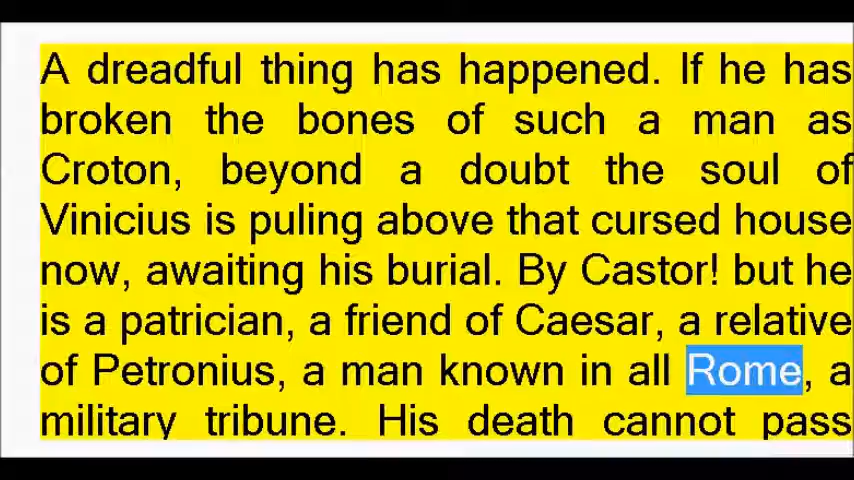 A dreadful thing has happened. If he has
broken the bones of such a man as
Croton, beyond a doubt the soul of
Vinicius is puling above that cursed house
now, awaiting his burial. By Castor! but he
is a patrician, a friend of Caesar, a relative
of Petronius, a man known in all Rome, a
military tribune. His death cannot pass